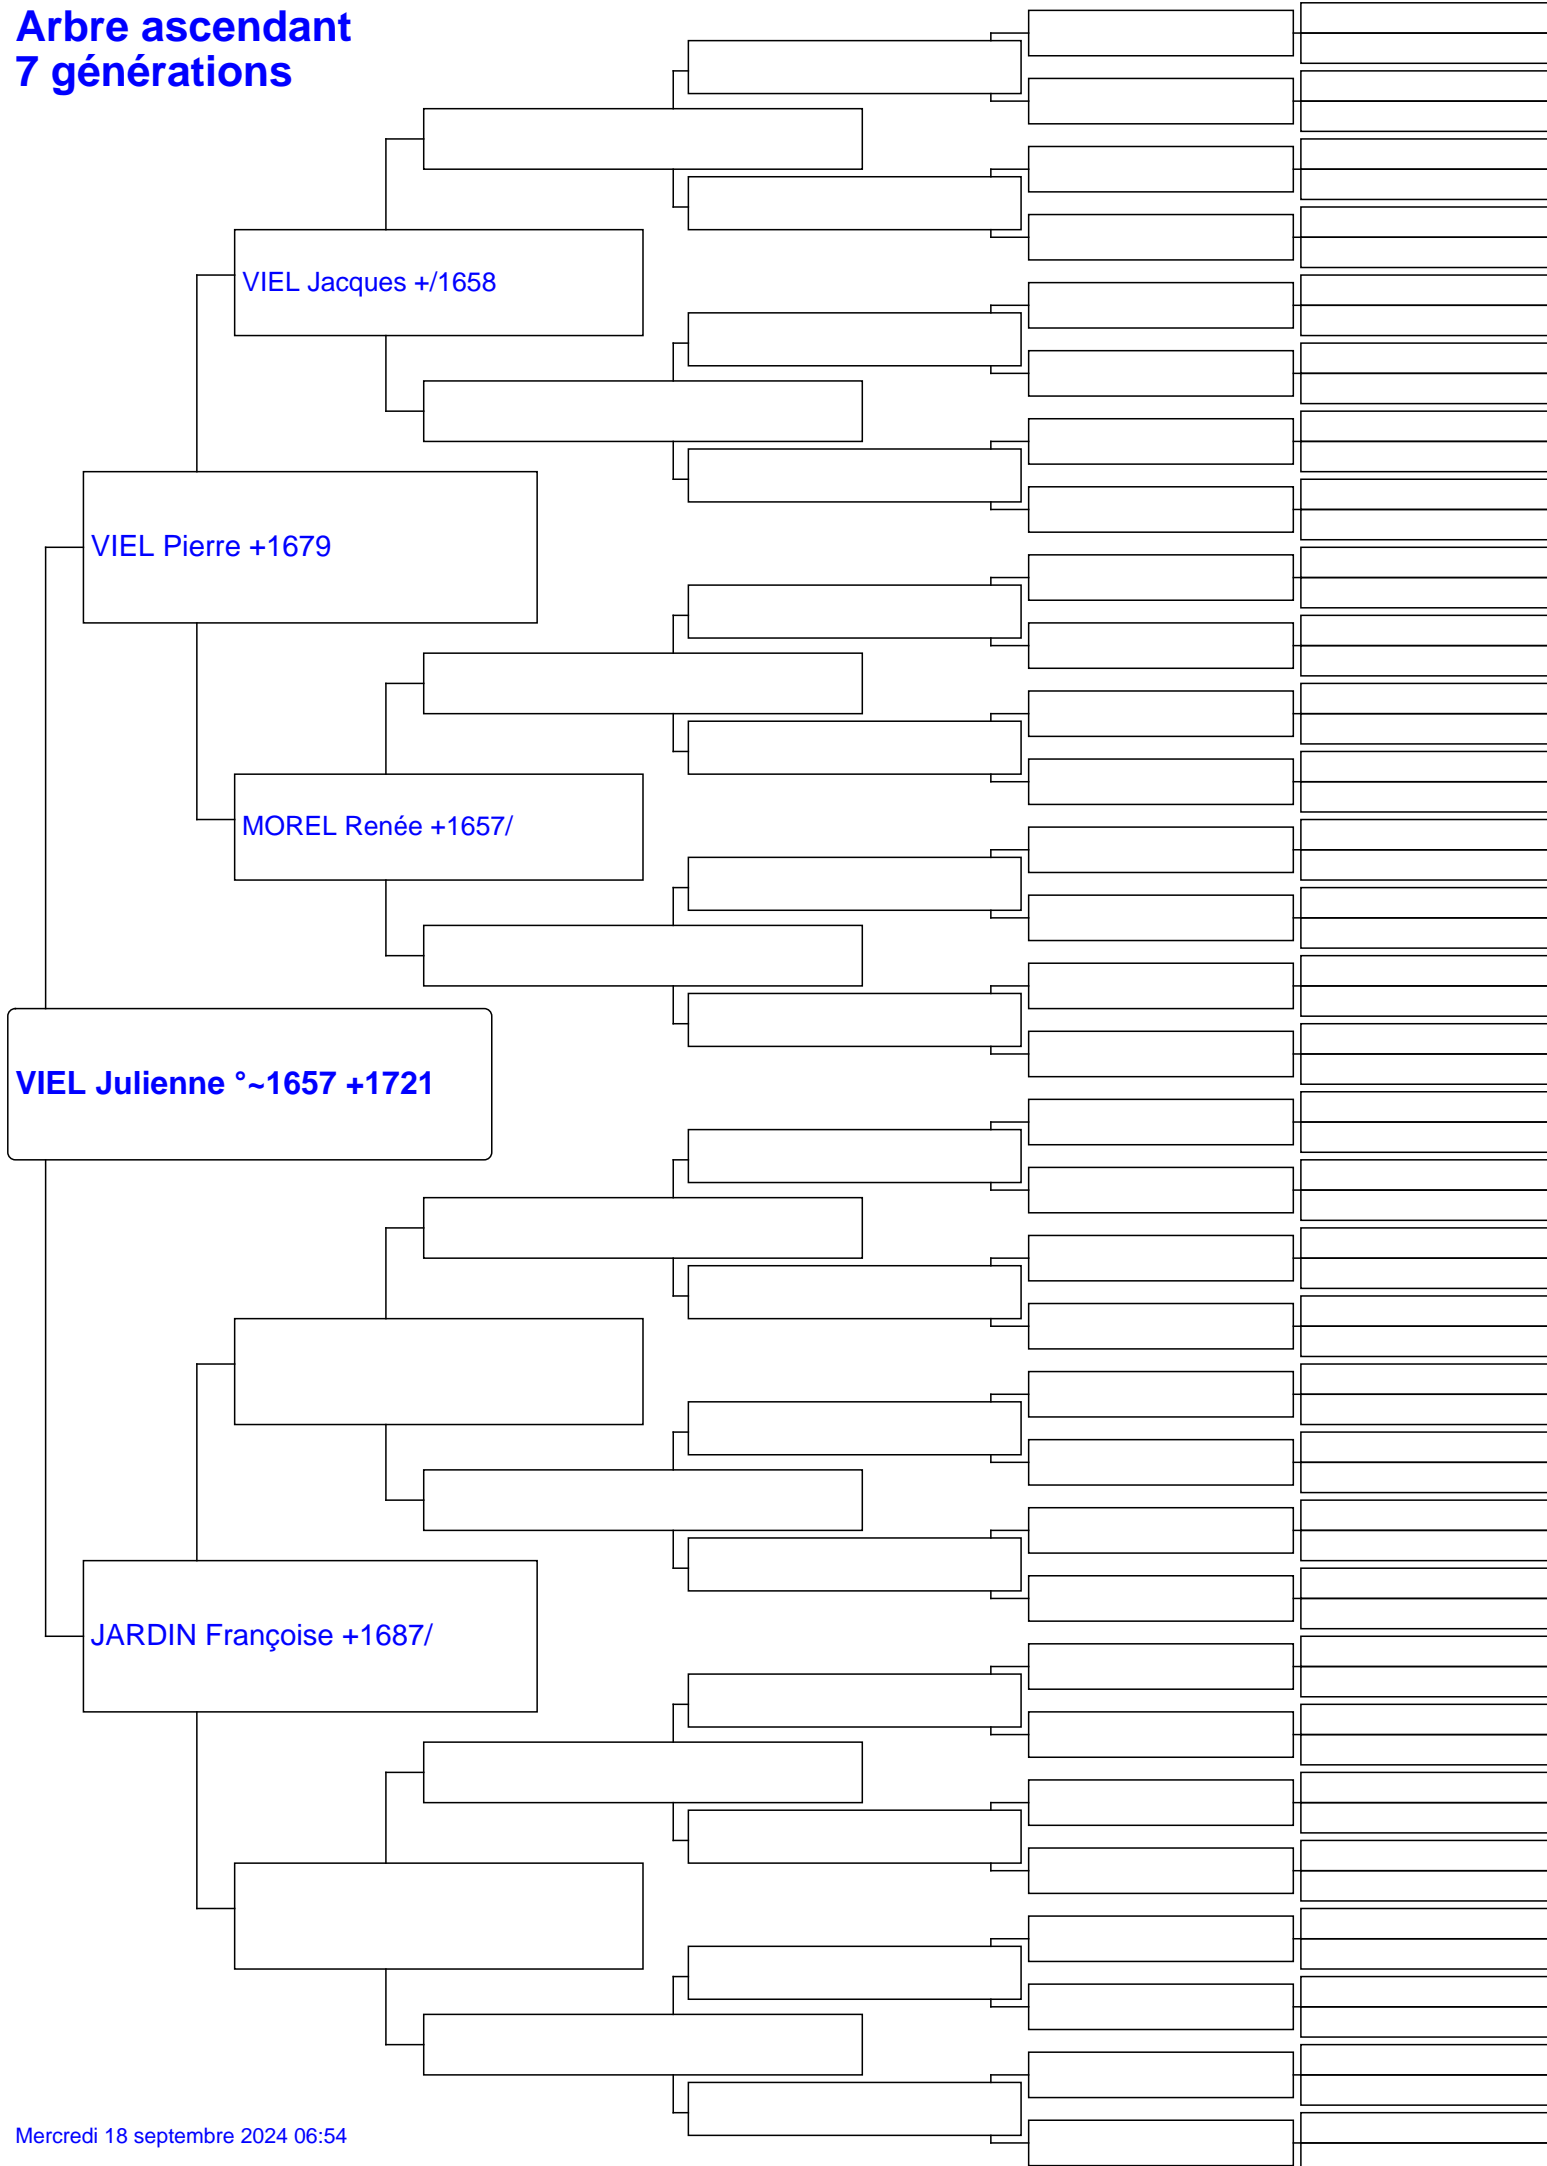 Arbre ascendant
7 générations
VIEL Jacques +/1658
VIEL Pierre +1679
MOREL Renée +1657/
VIEL Julienne °~1657 +1721
JARDIN Françoise +1687/
Mercredi 18 septembre 2024 06:54